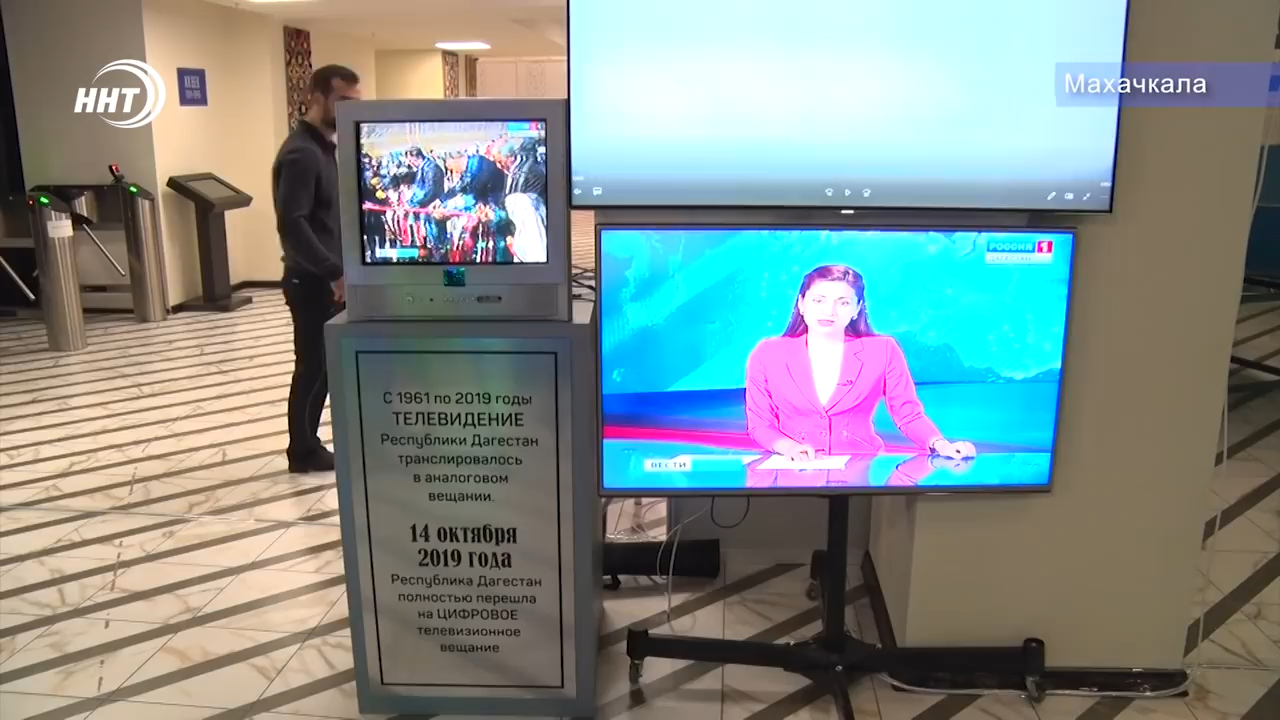 ННТ
Махачкала
РОССИЯ 1
ДАГЕСТАН
ВЕСТИ
С 1961 по 2019 годы
ТЕЛЕВИДЕНИЕ
Республики Дагестан
транслировалось
в аналоговом
вещании.
14 октября
2019 года
Республика Дагестан
полностью перешла
на ЦИФРОВОЕ
телевизионное
вещание